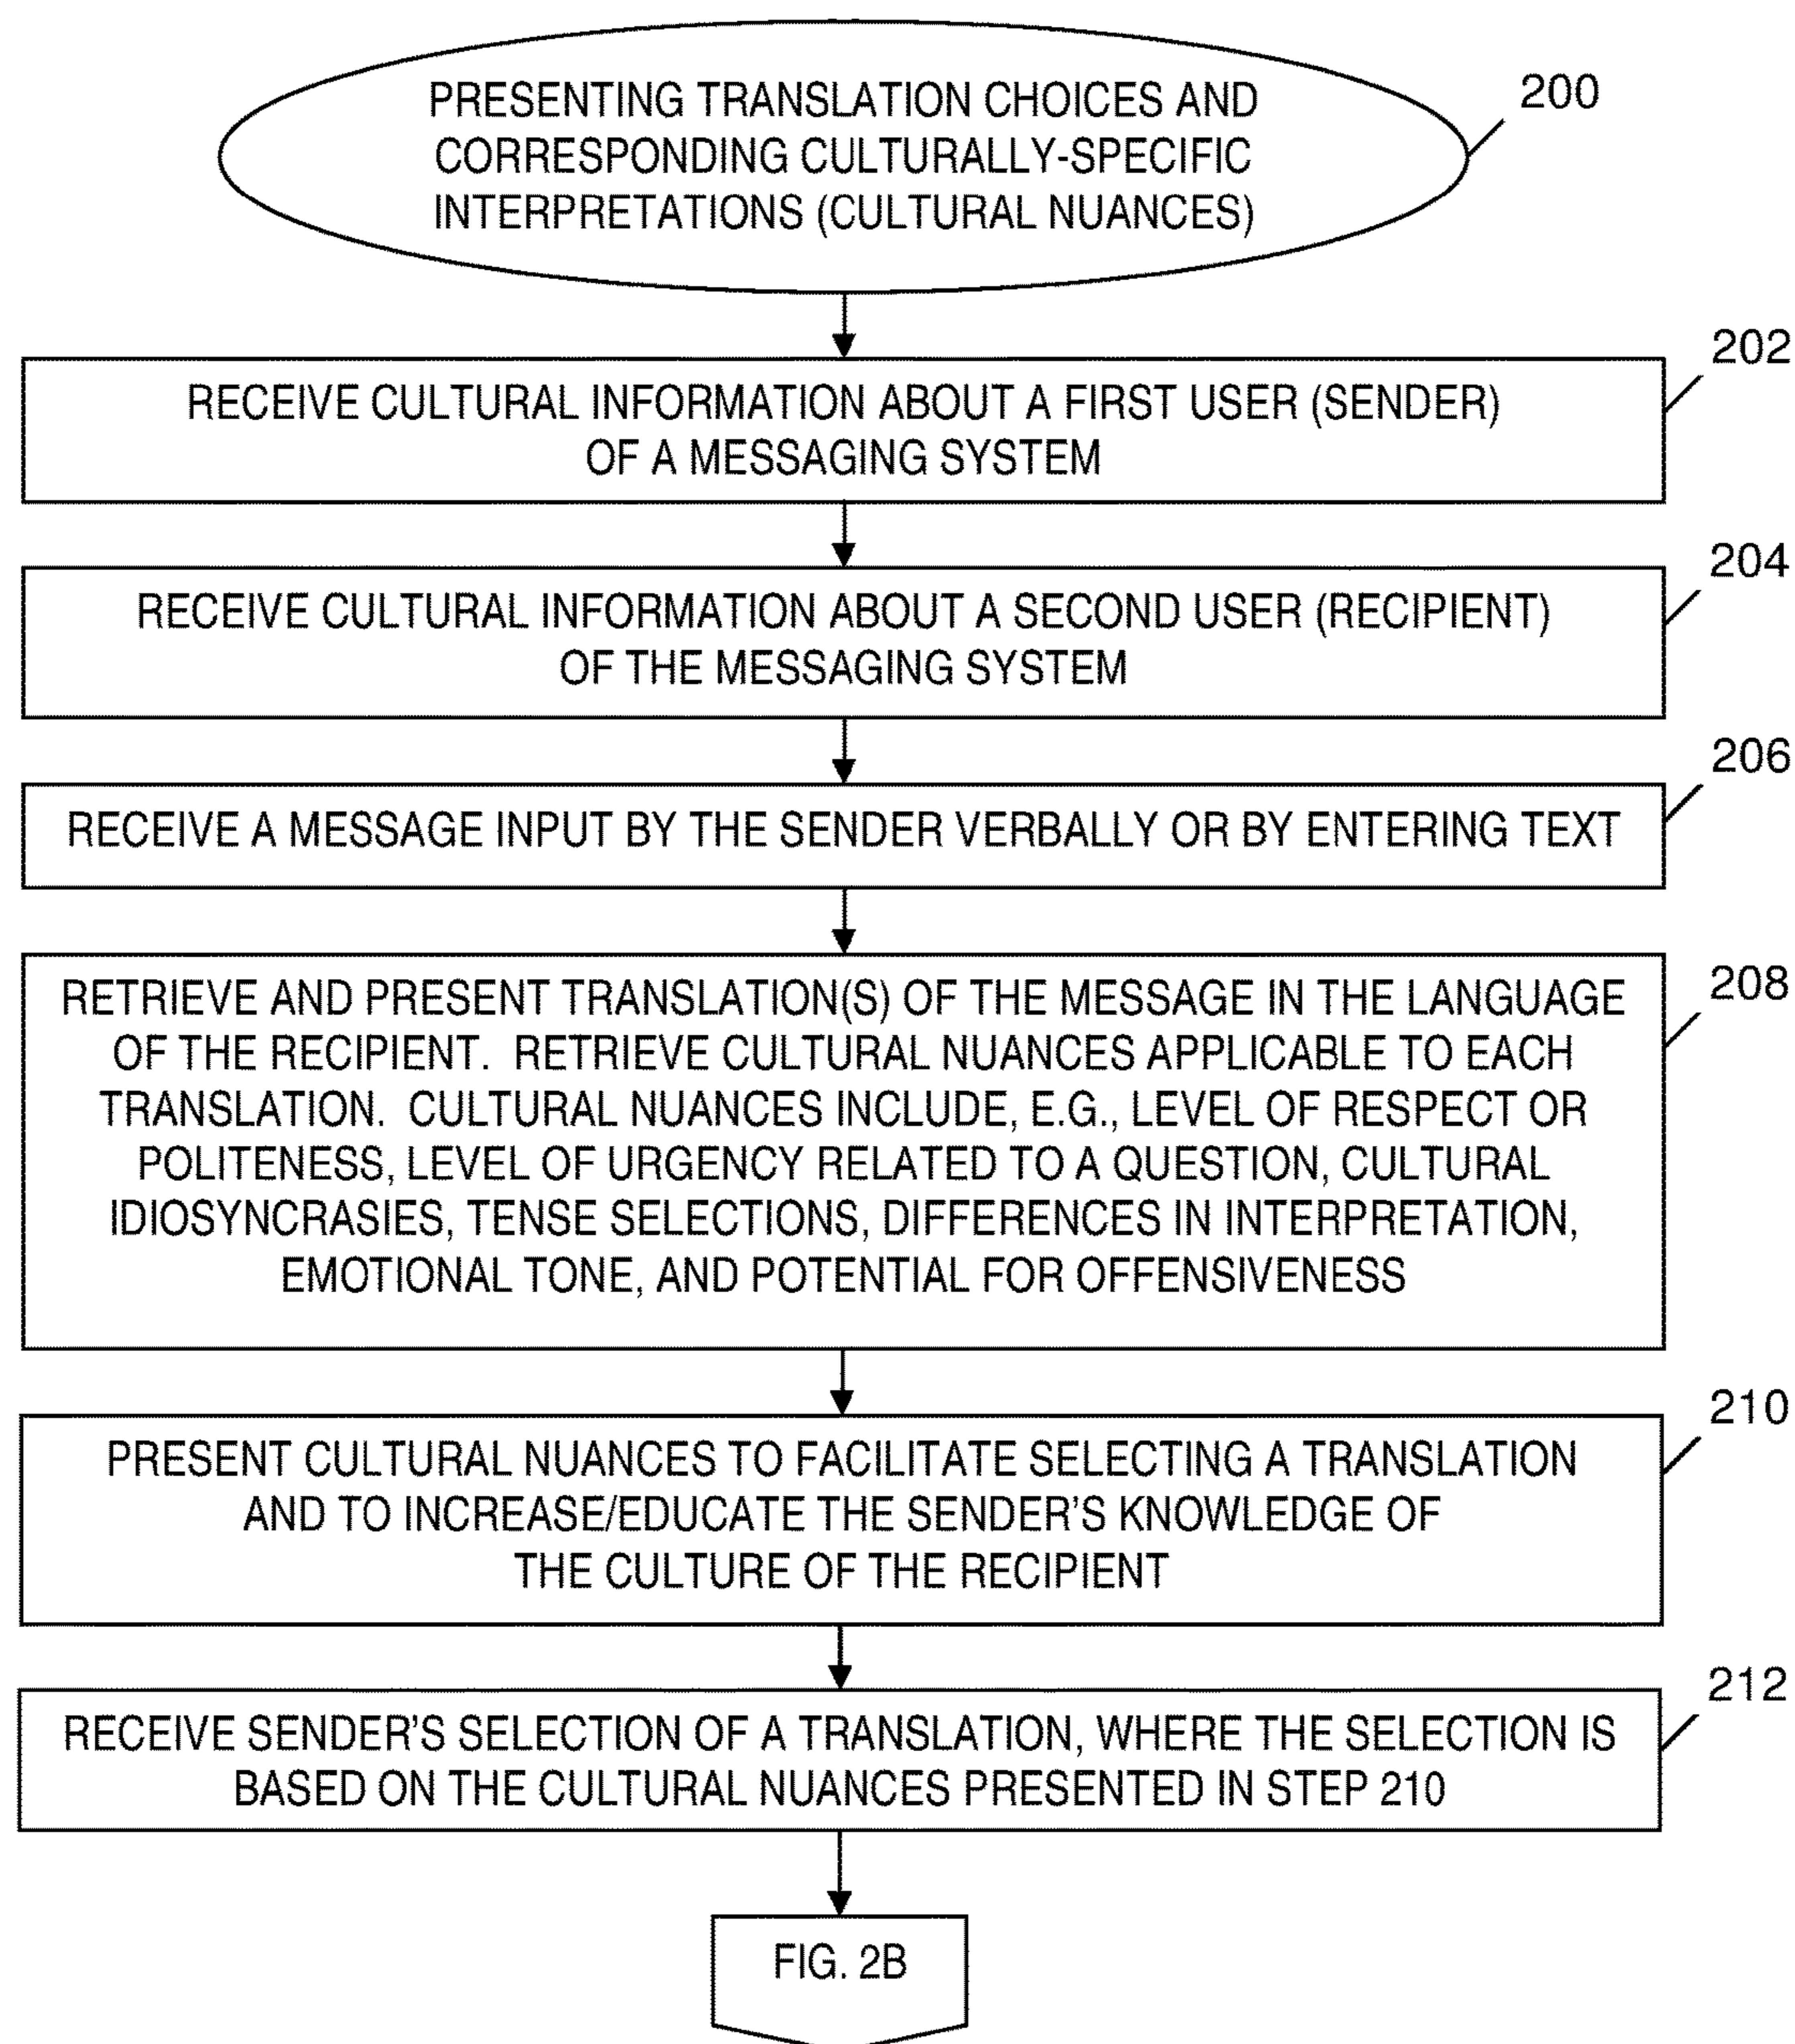 PRESENTING TRANSLATION CHOICES AND
CORRESPONDING CULTURALLY-SPECIFIC
INTERPRETATIONS (CULTURAL NUANCES)
200
202
RECEIVE CULTURAL INFORMATION ABOUT A FIRST USER (SENDER)
OF A MESSAGING SYSTEM
204
RECEIVE CULTURAL INFORMATION ABOUT A SECOND USER (RECIPIENT)
OF THE MESSAGING SYSTEM
206
RECEIVE A MESSAGE INPUT BY THE SENDER VERBALLY OR BY ENTERING TEXT
208
RETRIEVE AND PRESENT TRANSLATION(S) OF THE MESSAGE IN THE LANGUAGE
OF THE RECIPIENT. RETRIEVE CULTURAL NUANCES APPLICABLE TO EACH
TRANSLATION. CULTURAL NUANCES INCLUDE, E.G., LEVEL OF RESPECT OR
POLITENESS, LEVEL OF URGENCY RELATED TO A QUESTION, CULTURAL
IDIOSYNCRASIES, TENSE SELECTIONS, DIFFERENCES IN INTERPRETATION,
EMOTIONAL TONE, AND POTENTIAL FOR OFFENSIVENESS
210
PRESENT CULTURAL NUANCES TO FACILITATE SELECTING A TRANSLATION
AND TO INCREASE/EDUCATE THE SENDER'S KNOWLEDGE OF
THE CULTURE OF THE RECIPIENT
212
RECEIVE SENDER'S SELECTION OF A TRANSLATION, WHERE THE SELECTION IS
BASED ON THE CULTURAL NUANCES PRESENTED IN STEP 210
FIG. 2B